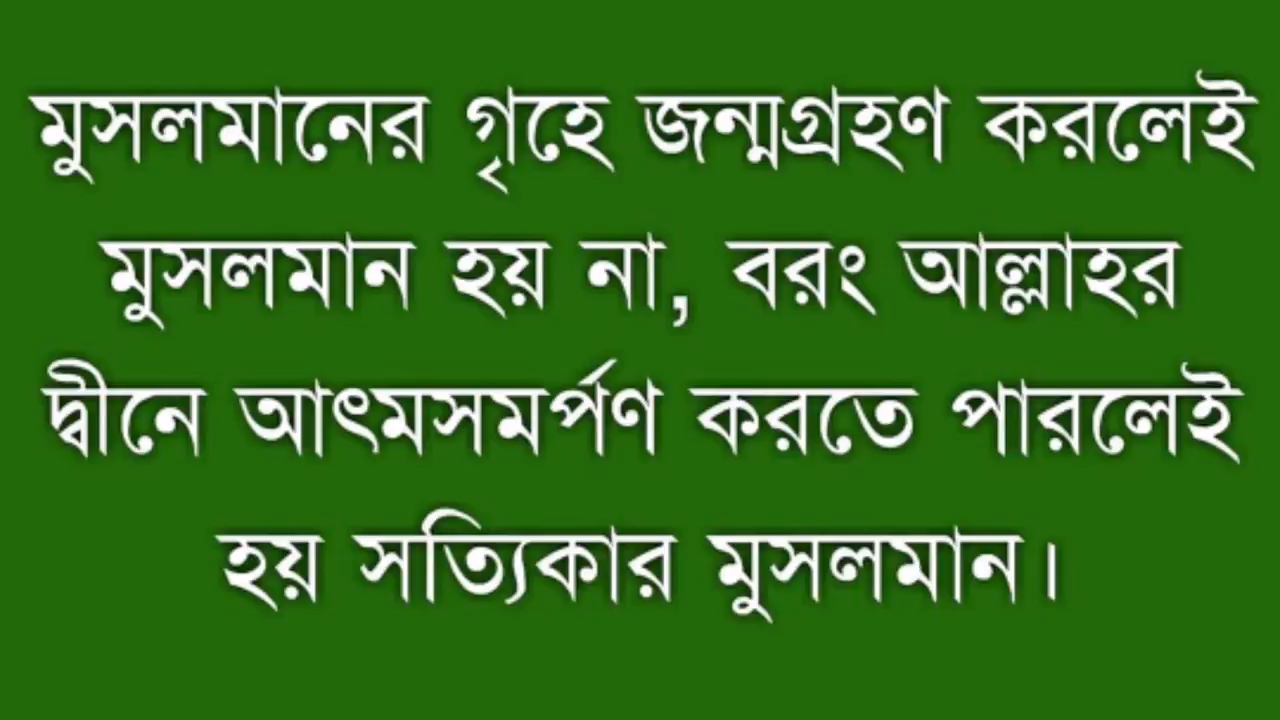 মুসলমানের গৃহে জন্মগ্রহণ করলেই
মুসলমান হয় না, বরং আল্লাহর
দ্বীনে আৎমসমর্পণ করতে পারলেই
হয় সত্যিকার মুসলমান।